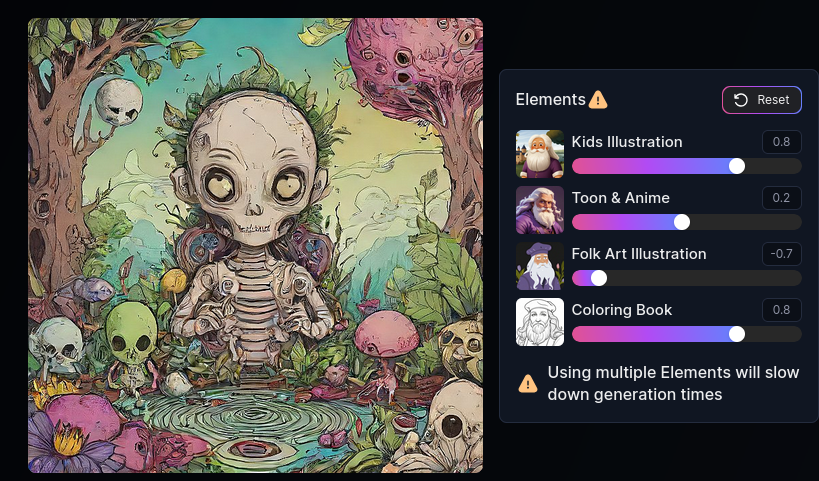 Elements
Reset
Kids Illustration 0.8
Toon & Anime 0.2
Folk Art Illustration -0.7
Coloring Book 0.8
Using multiple Elements will slow
down generation times